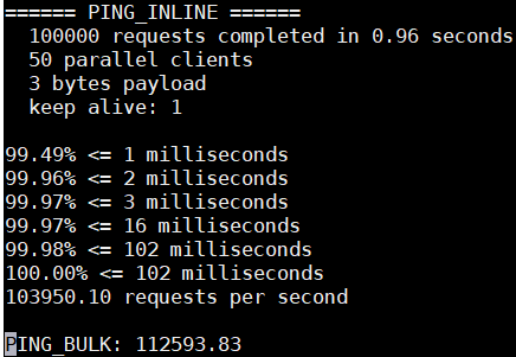 ====== PING_INLINE ======
100000 requests completed in 0.96 seconds
50 parallel clients
3 bytes payload
keep alive: 1
99.49% <= 1 milliseconds
99.96% <= 2 milliseconds
99.97% <= 3 milliseconds
99.97% <= 16 milliseconds
99.98% <= 102 milliseconds
100.00% <= 102 milliseconds
103950.10 requests per second
PING_BULK: 112593.83